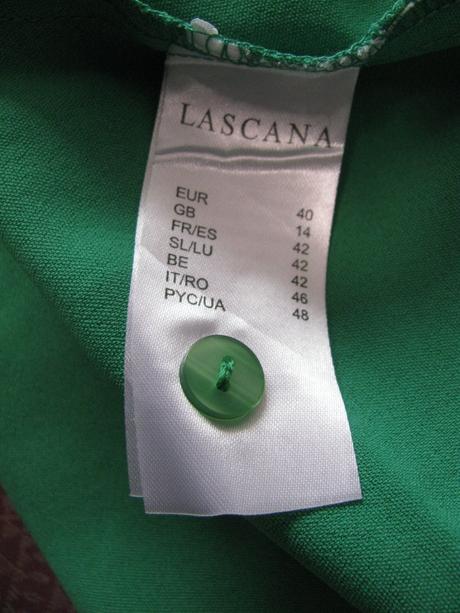 LASCANA
EUR 40
GB 14
FR/ES 42
SL/LU 42
BE 42
IT/RO 46
PYC/UA 48